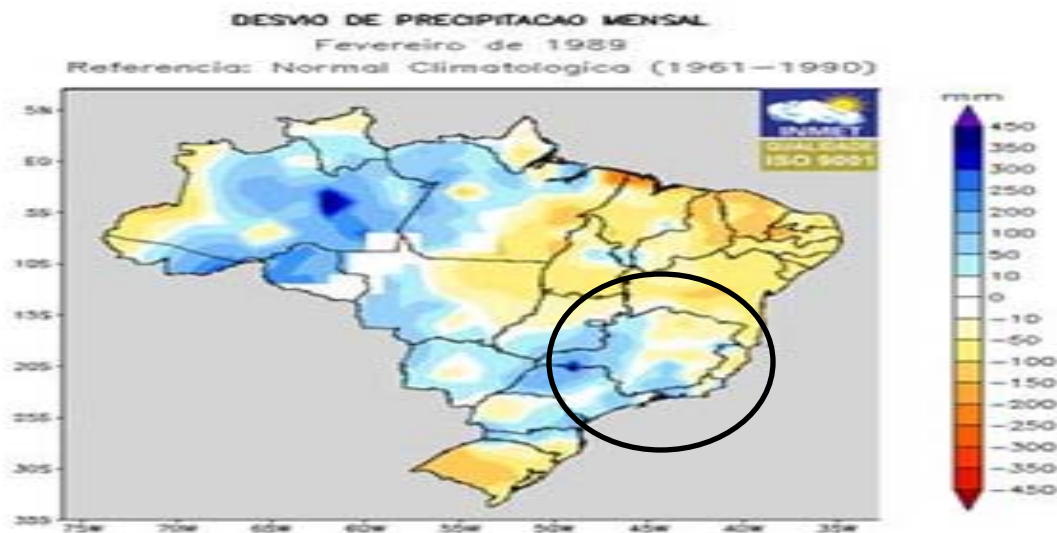 DESVIO DE PRECIPITACAO MENSAL
Fevereiro de 1989
Referencia: Normal Climatologica (1961-1990)
mm
INMET
QUALIDADE
ISO 9001
5N
EQ
5S
10S
15S
20S
25S
30S
35S
75W
70W
65W
60W
55W
50W
45W
40W
35W
450
350
300
250
200
100
50
10
0
-10
-50
-100
-150
-200
-250
-300
-350
-450